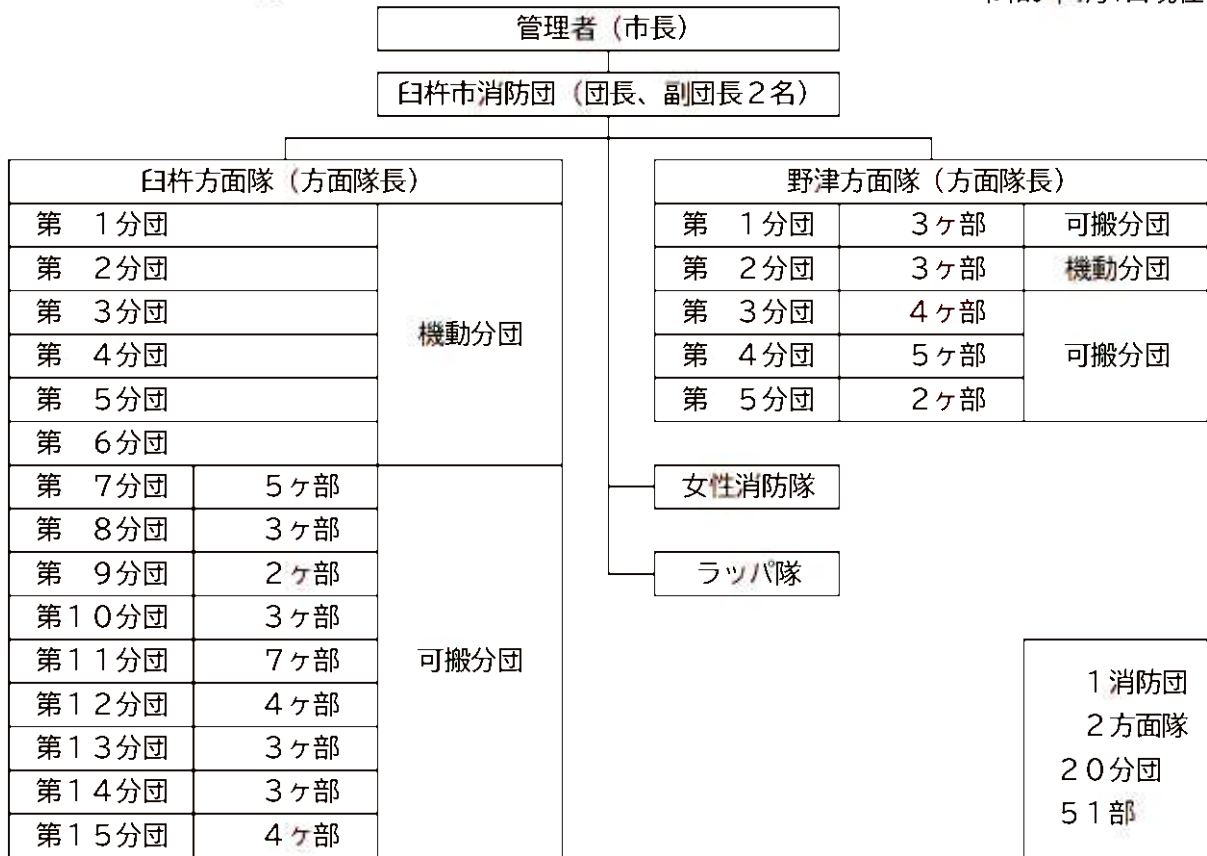 管理者（市長）
臼杵市消防団（団長、副団長２名）
臼杵方面隊（方面隊長）
第　１分団
第　２分団
第　３分団
第　４分団
第　５分団
第　６分団
機動分団
第　７分団　５ヶ部
第　８分団　３ヶ部
第　９分団　２ヶ部
第１０分団　３ヶ部
第１１分団　７ヶ部
第１２分団　４ヶ部
第１３分団　３ヶ部
第１４分団　３ヶ部
第１５分団　４ヶ部
可搬分団
野津方面隊（方面隊長）
第　１分団　３ヶ部　可搬分団
第　２分団　３ヶ部　機動分団
第　３分団　４ヶ部
第　４分団　５ヶ部　可搬分団
第　５分団　２ヶ部
女性消防隊
ラッパ隊
１消防団
２方面隊
２０分団
５１部